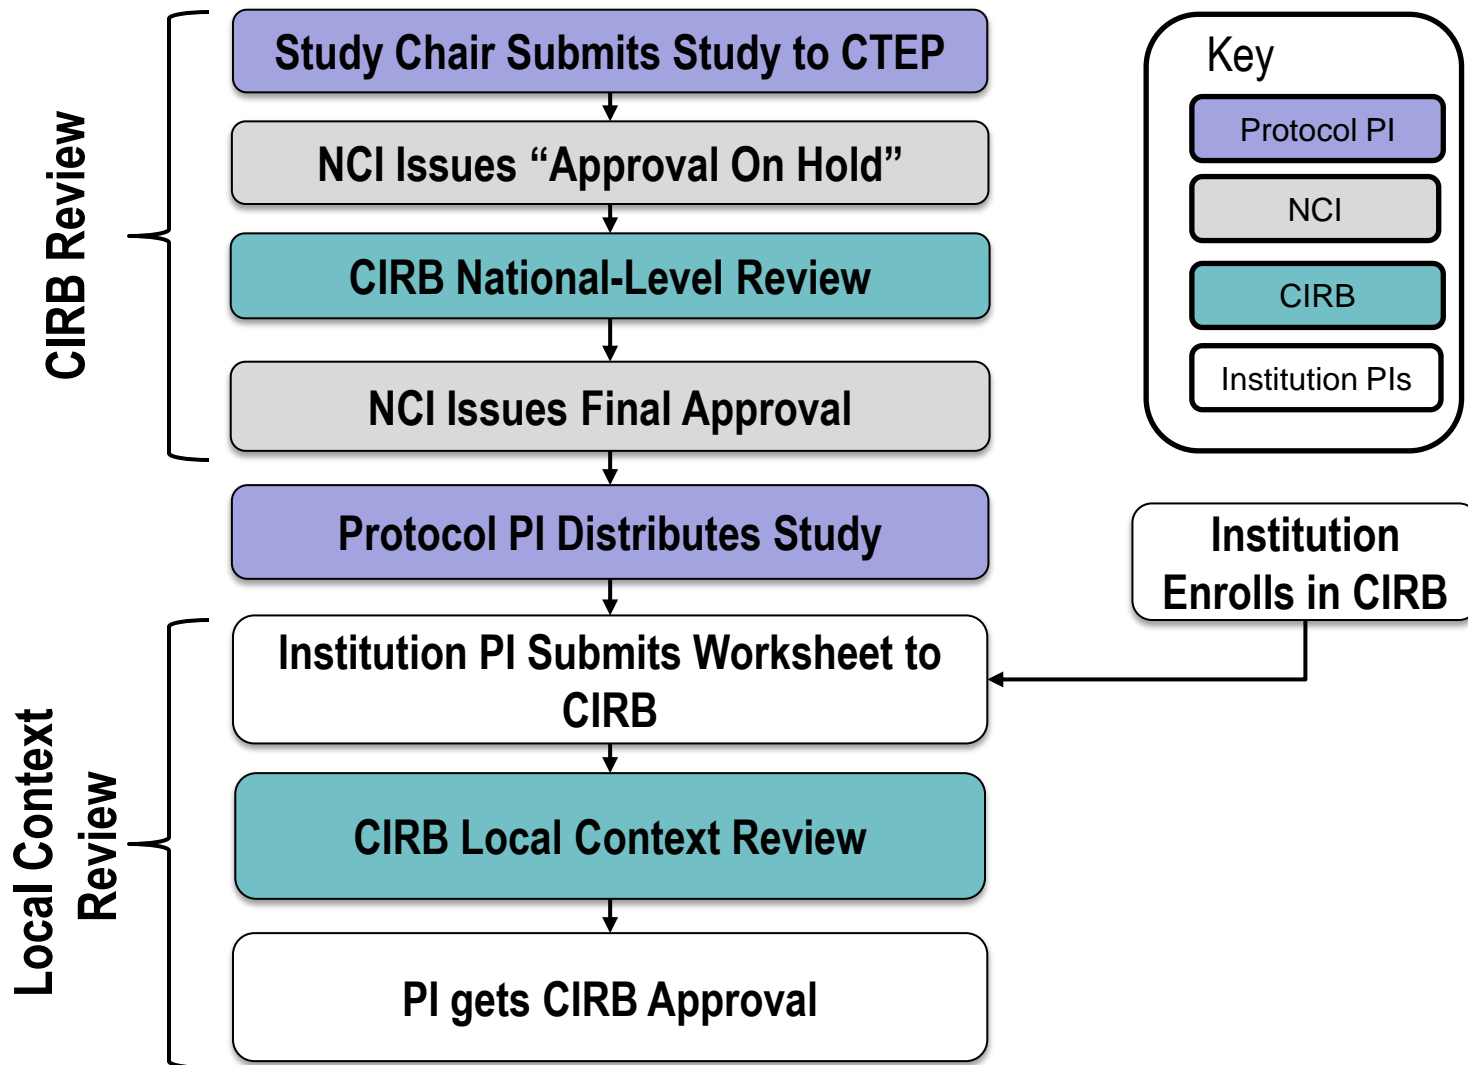 Study Chair Submits Study to CTEP
NCI Issues “Approval On Hold”
CIRB National-Level Review
NCI Issues Final Approval
Protocol PI Distributes Study
Institution PI Submits Worksheet to
CIRB
CIRB Local Context Review
PI gets CIRB Approval
CIRB Review
Local Context
Review
Key
Protocol PI
NCI
CIRB
Institution PIs
Institution
Enrolls in CIRB